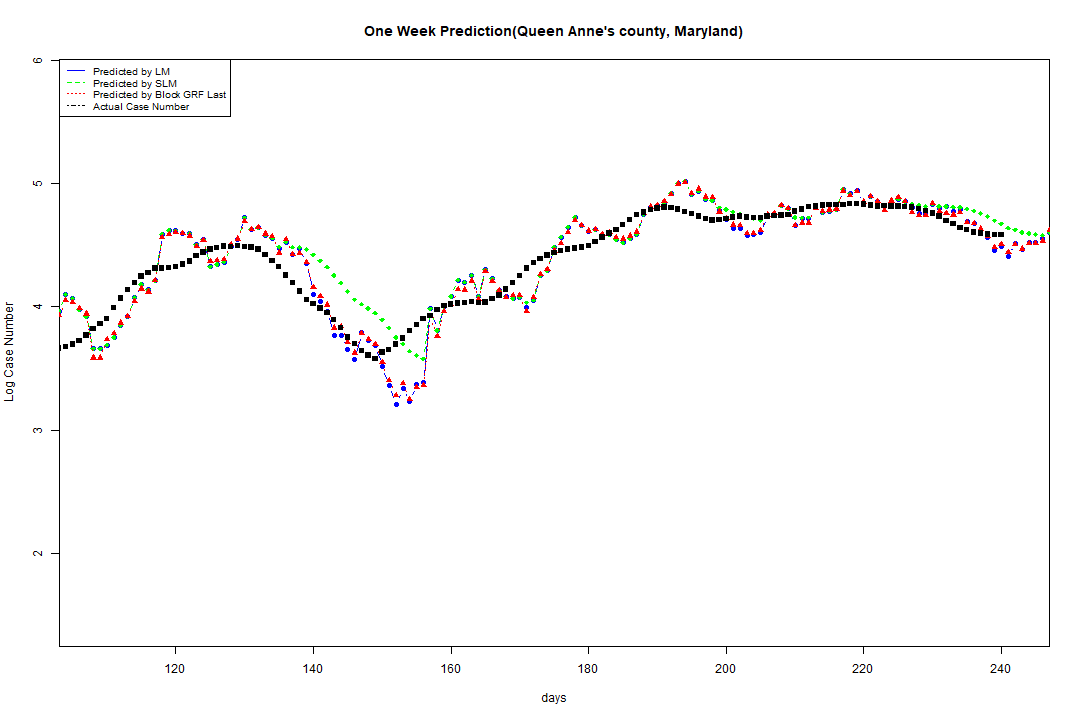 One Week Prediction(Queen Anne's county, Maryland)
6
Predicted by LM
Predicted by SLM
Predicted by Block GRF Last
Actual Case Number
5
4
3
2
Log Case Number
120 140 160 180 200 220 240
days